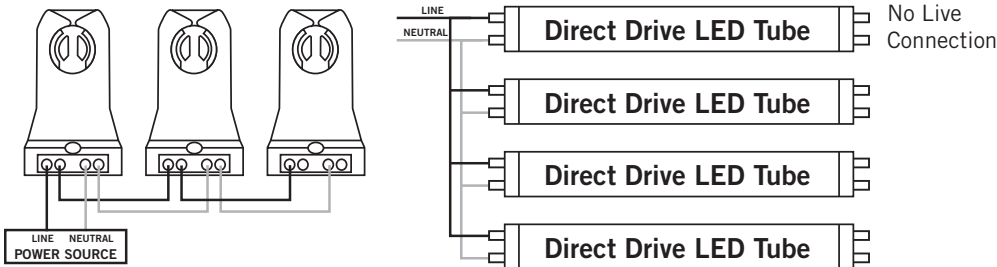 LINE NEUTRAL
POWER SOURCE
LINE
NEUTRAL
Direct Drive LED Tube
No Live
Connection
Direct Drive LED Tube
Direct Drive LED Tube
Direct Drive LED Tube